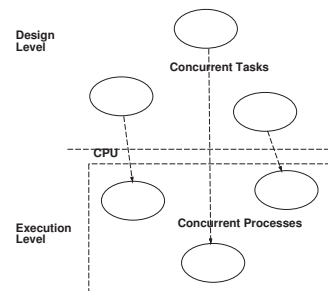 Design
Level
Concurrent Tasks
CPU
Concurrent Processes
Execution
Level